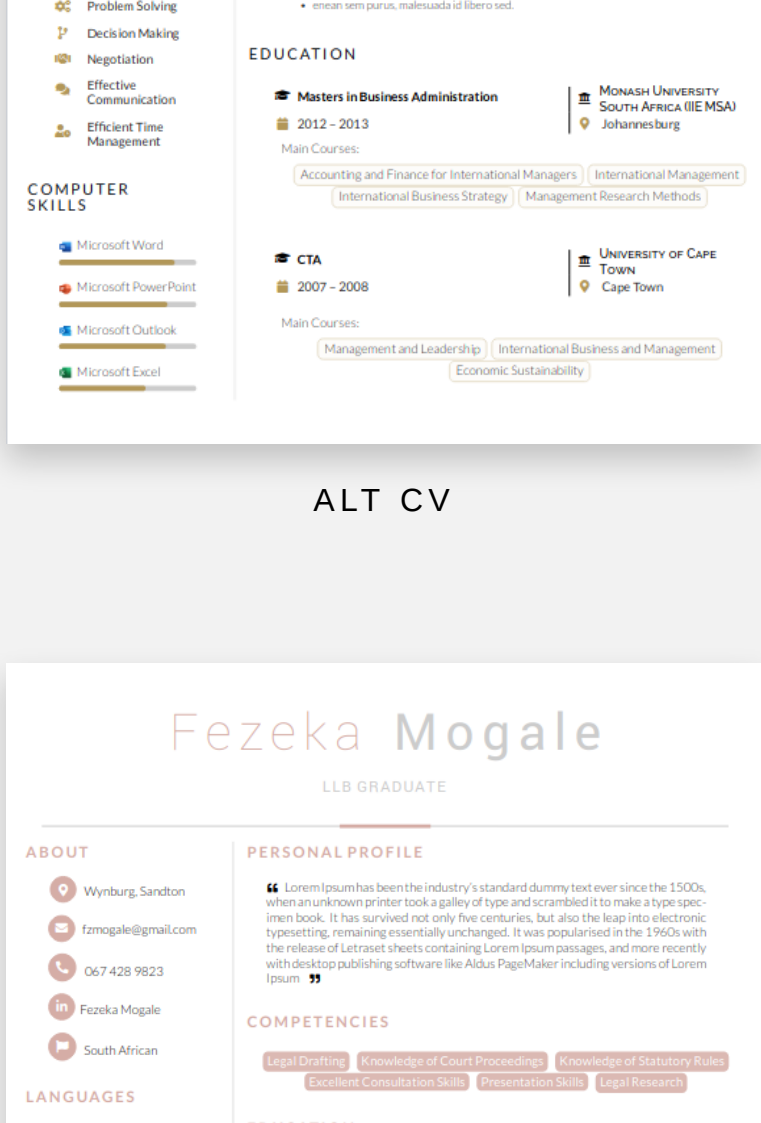 Problem Solving
Decision Making
Negotiation
Effective
Communication
Efficient Time
Management
COMPUTER
SKILLS
Microsoft Word
Microsoft PowerPoint
Microsoft Outlook
Microsoft Excel
• enean sem purus, malesuada id libero sed.
EDUCATION
Masters in Business Administration
2012 – 2013
Monash University
South Africa (IIE MSA)
Johannesburg
Main Courses:
Accounting and Finance for International Managers International Management
International Business Strategy Management Research Methods
CTA
2007 – 2008
University of Cape
Town
Cape Town
Main Courses:
Management and Leadership International Business and Management
Economic Sustainability
ALT CV
Fezeka Mogale
LLB GRADUATE
ABOUT
Wynburg, Sandton
fzmogale@gmail.com
067 428 9823
in Fezeka Mogale
South African
LANGUAGES
PERSONAL PROFILE
“ Lorem Ipsum has been the industry's standard dummy text ever since the 1500s,
when an unknown printer took a galley of type and scrambled it to make a type spec-
imen book. It has survived not only five centuries, but also the leap into electronic
typesetting, remaining essentially unchanged. It was popularised in the 1960s with
the release of Letraset sheets containing Lorem Ipsum passages, and more recently
with desktop publishing software like Aldus PageMaker including versions of Lorem
Ipsum ”
COMPETENCIES
Legal Drafting Knowledge of Court Proceedings Knowledge of Statutory Rules
Excellent Consultation Skills Presentation Skills Legal Research